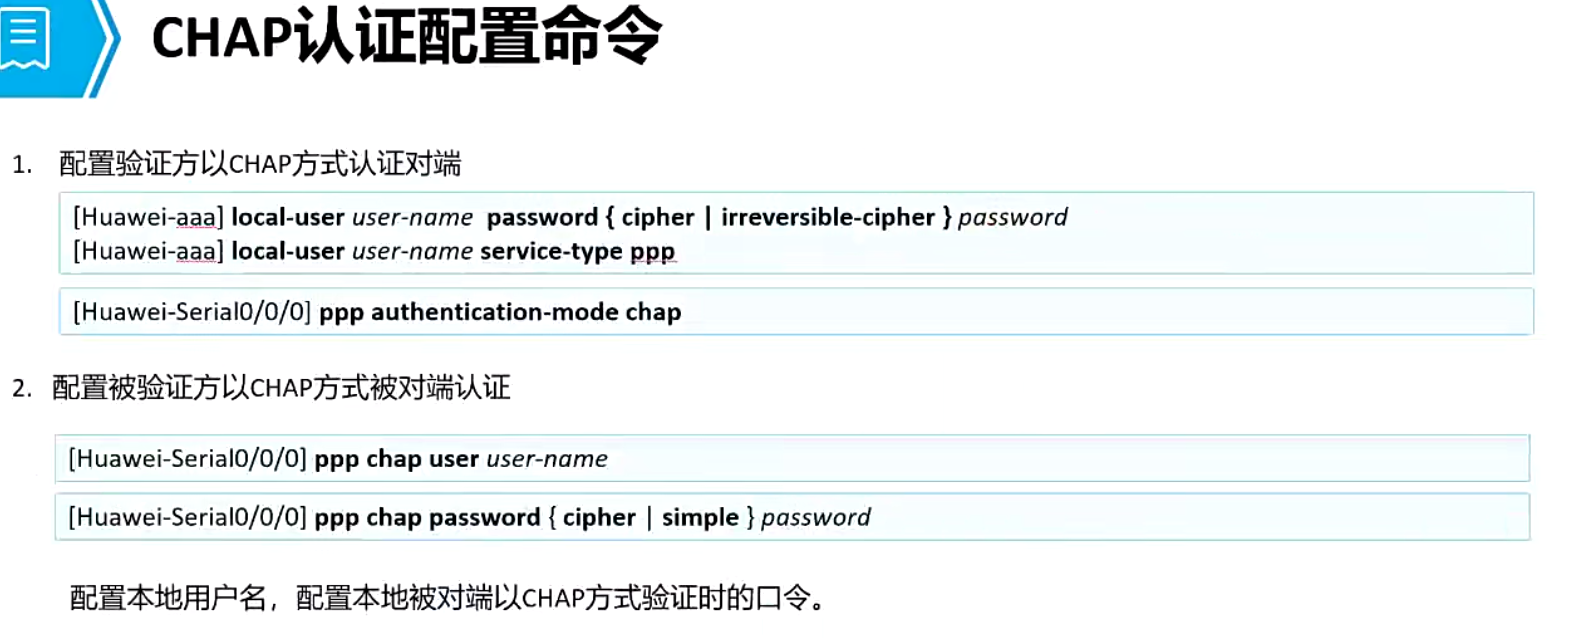 CHAP认证配置命令
1. 配置验证方以CHAP方式认证对端
[Huawei-aaa] local-user user-name password { cipher | irreversible-cipher } password
[Huawei-aaa] local-user user-name service-type ppp
[Huawei-Serial0/0/0] ppp authentication-mode chap
2. 配置被验证方以CHAP方式被对端认证
[Huawei-Serial0/0/0] ppp chap user user-name
[Huawei-Serial0/0/0] ppp chap password { cipher | simple } password
配置本地用户名，配置本地被对端以CHAP方式验证时的口令。